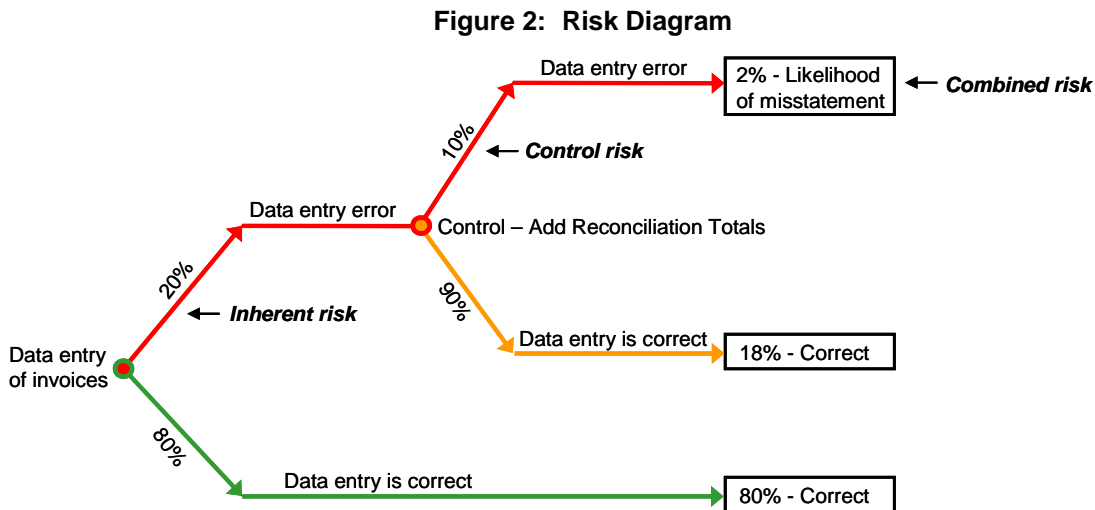 Figure 2: Risk Diagram
Data entry error
2% - Likelihood
of misstatement
Combined risk
10%
Control risk
Data entry error
Control – Add Reconciliation Totals
20%
Inherent risk
90%
Data entry is correct
18% - Correct
Data entry
of invoices
80%
Data entry is correct
80% - Correct